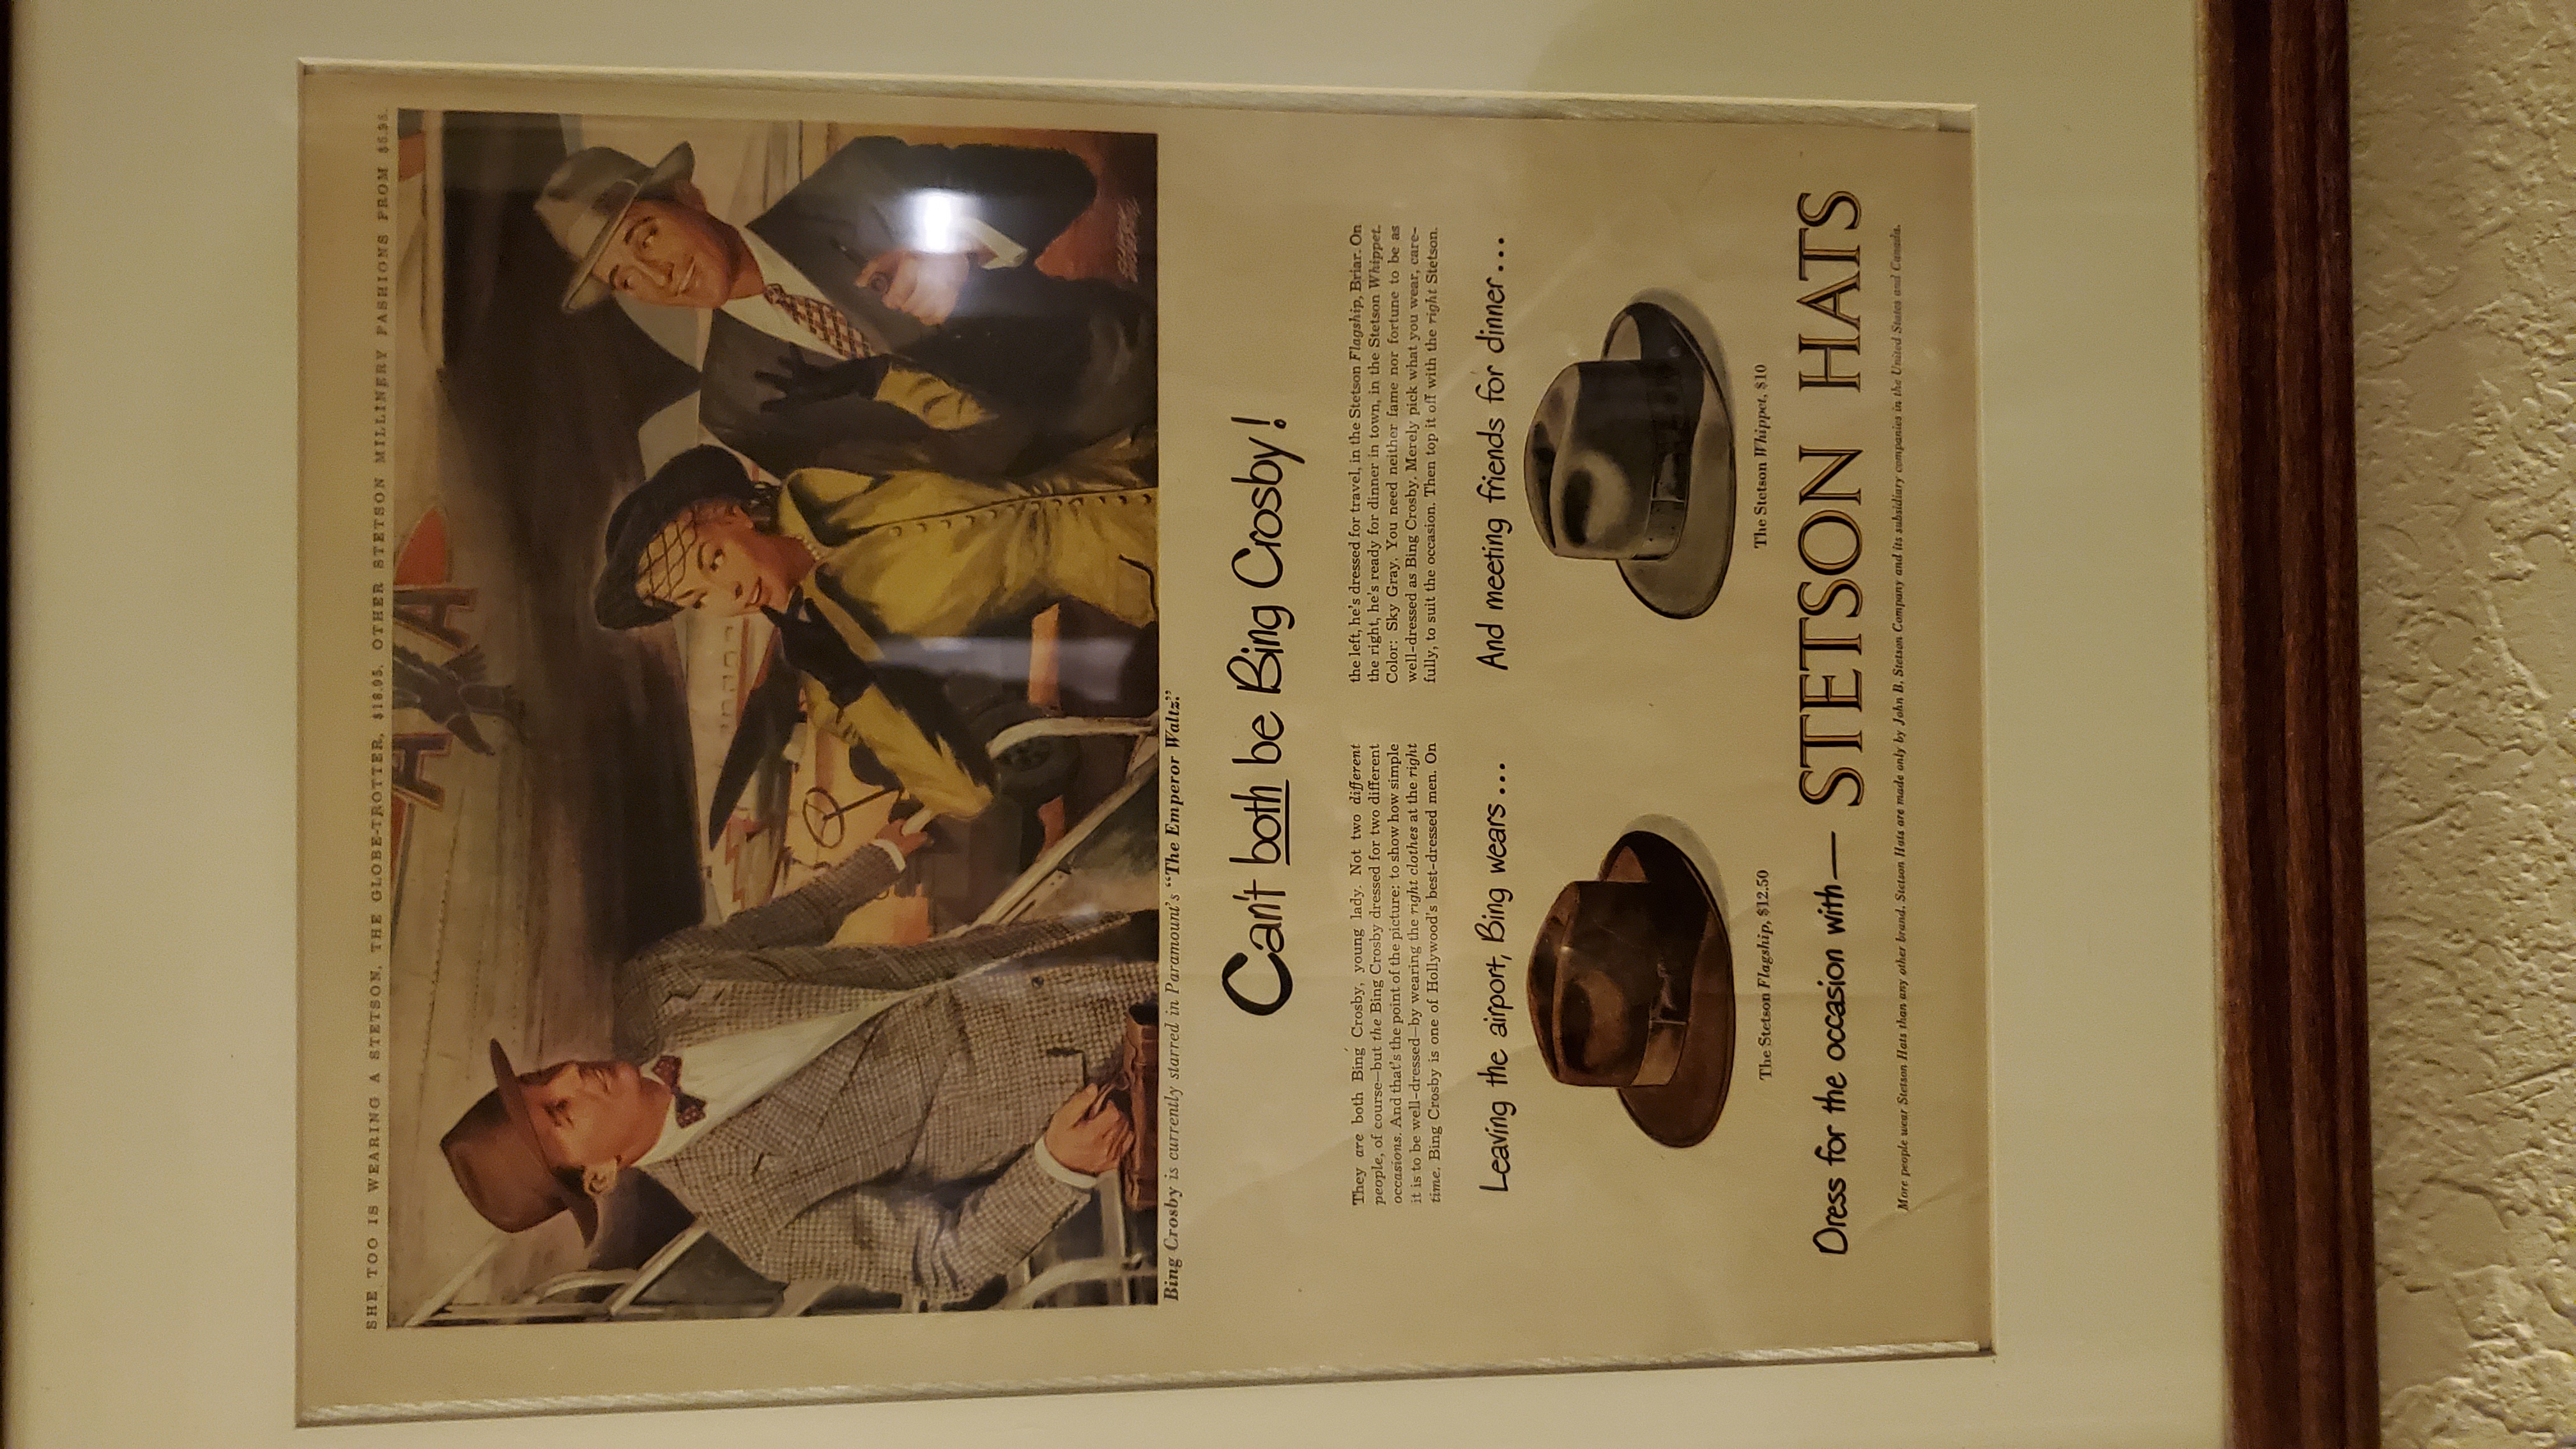 SHE TOO IS WEARING A STETSON, THE GLOBE-TROTTER, $18.95. OTHER STETSON MILLINERY FASHIONS FROM $5.95.
Bing Crosby is currently starred in Paramount's "The Emperor Waltz."
Can't both be Bing Crosby!
They are both Bing Crosby, young lady. Not two different
people, of course—but the Bing Crosby dressed for two different
occasions. And that's the point of the picture: to show how simple
it is to be well-dressed—by wearing the right clothes at the right
time. Bing Crosby is one of Hollywood's best-dressed men. On
the left, he's dressed for travel, in the Stetson Flagship, Briar. On
the right, he's ready for dinner in town, in the Stetson Whippet.
Color: Sky Gray. You need neither fame nor fortune to be as
well-dressed as Bing Crosby. Merely pick what you wear, care-
fully, to suit the occasion. Then top it off with the right Stetson.
Leaving the airport, Bing wears...
And meeting friends for dinner...
The Stetson Flagship, $12.50
The Stetson Whippet, $10
Dress for the occasion with— STETSON HATS
More people wear Stetson Hats than any other brand. Stetson Hats are made only by John B. Stetson Company and its subsidiary companies in the United States and Canada.